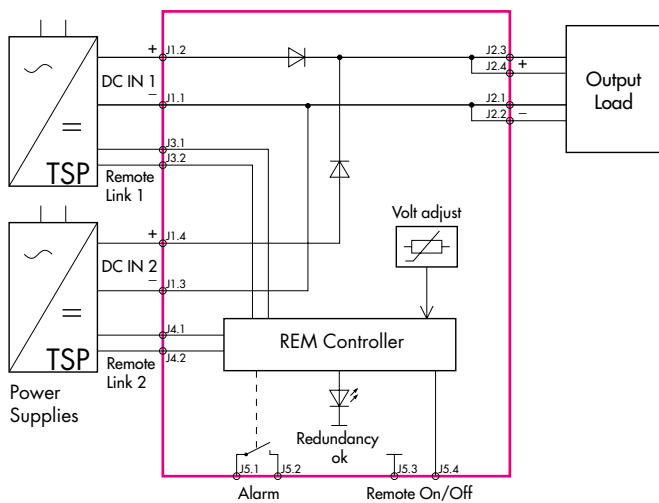 +
J1.2
J2.3
J2.4
+
DC IN 1
Output
Load
−
J1.1
J2.1
J2.2
−
J3.1
J3.2
TSP
Remote
Link 1
Volt adjust
+
J1.4
DC IN 2
−
J1.3
J4.1
REM Controller
TSP
J4.2
Remote
Link 2
Power
Supplies
Redundancy
ok
J5.1
J5.2
J5.3
J5.4
Alarm
Remote On/Off